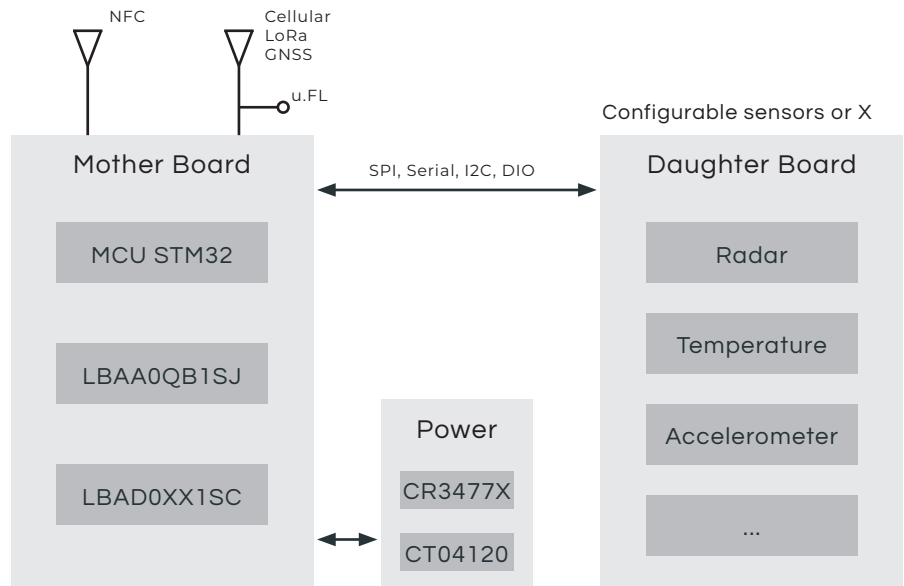 NFC
Cellular
LoRa
GNSS
u.FL
Configurable sensors or X
Mother Board
SPI, Serial, I2C, DIO
Daughter Board
MCU STM32
Radar
Temperature
LBAA0QB1SJ
Accelerometer
Power
LBAD0XX1SC
CR3477X
CT04120
...